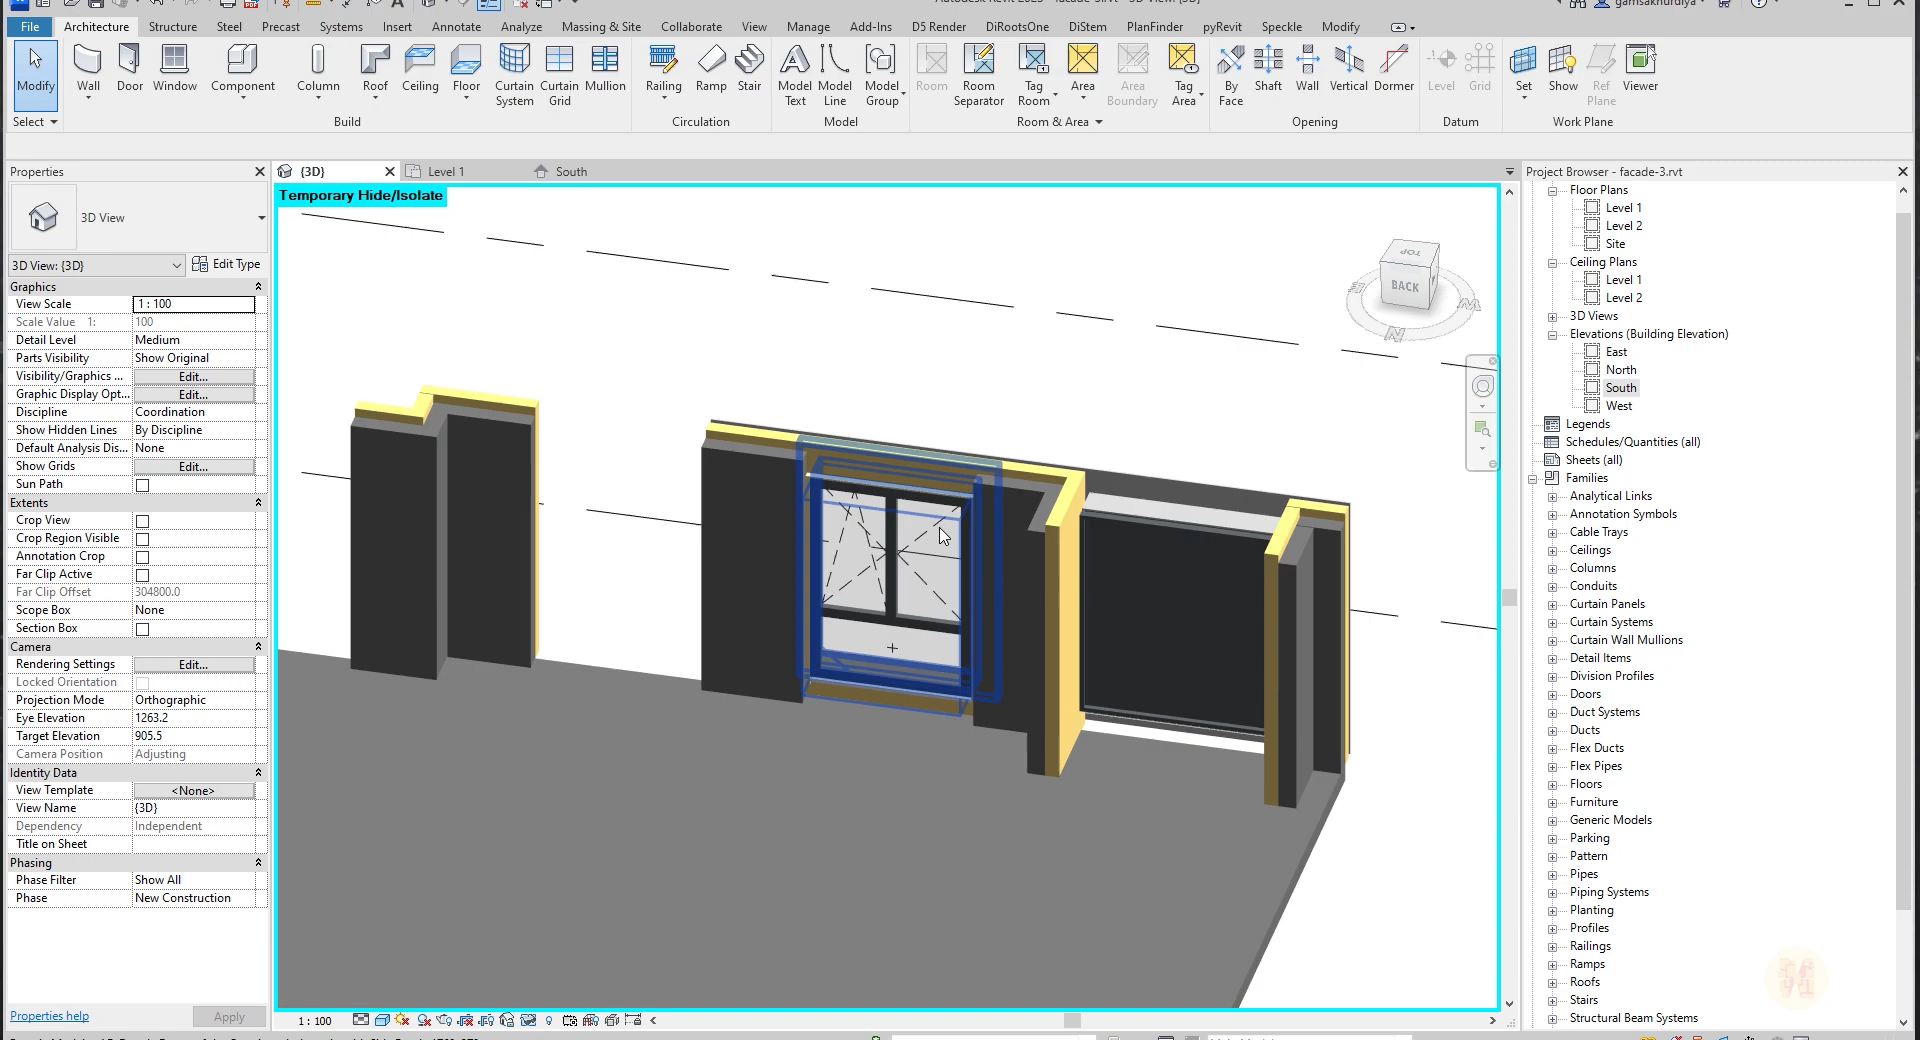 gamsakhurdiya
File Architecture Structure Steel Precast Systems Insert Annotate Analyze Massing & Site Collaborate View Manage Add-Ins D5 Render DiRootsOne DiStem PlanFinder pyRevit Speckle Modify
Modify Wall Door Window Component Column Roof Ceiling Floor Curtain System Curtain Grid Mullion Railing Ramp Stair Model Text Model Line Model Group Room Room Separator Tag Room Area Area Boundary Tag Area By Face Shaft Wall Vertical Dormer Level Grid Set Show Ref Plane Viewer
Select Build Circulation Model Room & Area Opening Datum Work Plane
Properties
{3D} Level 1 South
Project Browser - facade-3.rvt
3D View
3D View: {3D} Edit Type
Graphics
View Scale 1 : 100
Scale Value 1: 100
Detail Level Medium
Parts Visibility Show Original
Visibility/Graphics ... Edit...
Graphic Display Opt... Edit...
Discipline Coordination
Show Hidden Lines By Discipline
Default Analysis Dis... None
Show Grids Edit...
Sun Path
Extents
Crop View
Crop Region Visible
Annotation Crop
Far Clip Active
Far Clip Offset 304800.0
Scope Box None
Section Box
Camera
Rendering Settings Edit...
Locked Orientation
Projection Mode Orthographic
Eye Elevation 1263.2
Target Elevation 905.5
Camera Position Adjusting
Identity Data
View Template <None>
View Name {3D}
Dependency Independent
Title on Sheet
Phasing
Phase Filter Show All
Phase New Construction
Properties help Apply
Temporary Hide/Isolate
TOP
BACK
N
W
1 : 100
Floor Plans
Level 1
Level 2
Site
Ceiling Plans
Level 1
Level 2
3D Views
Elevations (Building Elevation)
East
North
South
West
Legends
Schedules/Quantities (all)
Sheets (all)
Families
Analytical Links
Annotation Symbols
Cable Trays
Ceilings
Columns
Conduits
Curtain Panels
Curtain Systems
Curtain Wall Mullions
Detail Items
Division Profiles
Doors
Duct Systems
Ducts
Flex Ducts
Flex Pipes
Floors
Furniture
Generic Models
Parking
Pattern
Pipes
Piping Systems
Planting
Profiles
Railings
Ramps
Roofs
Stairs
Structural Beam Systems